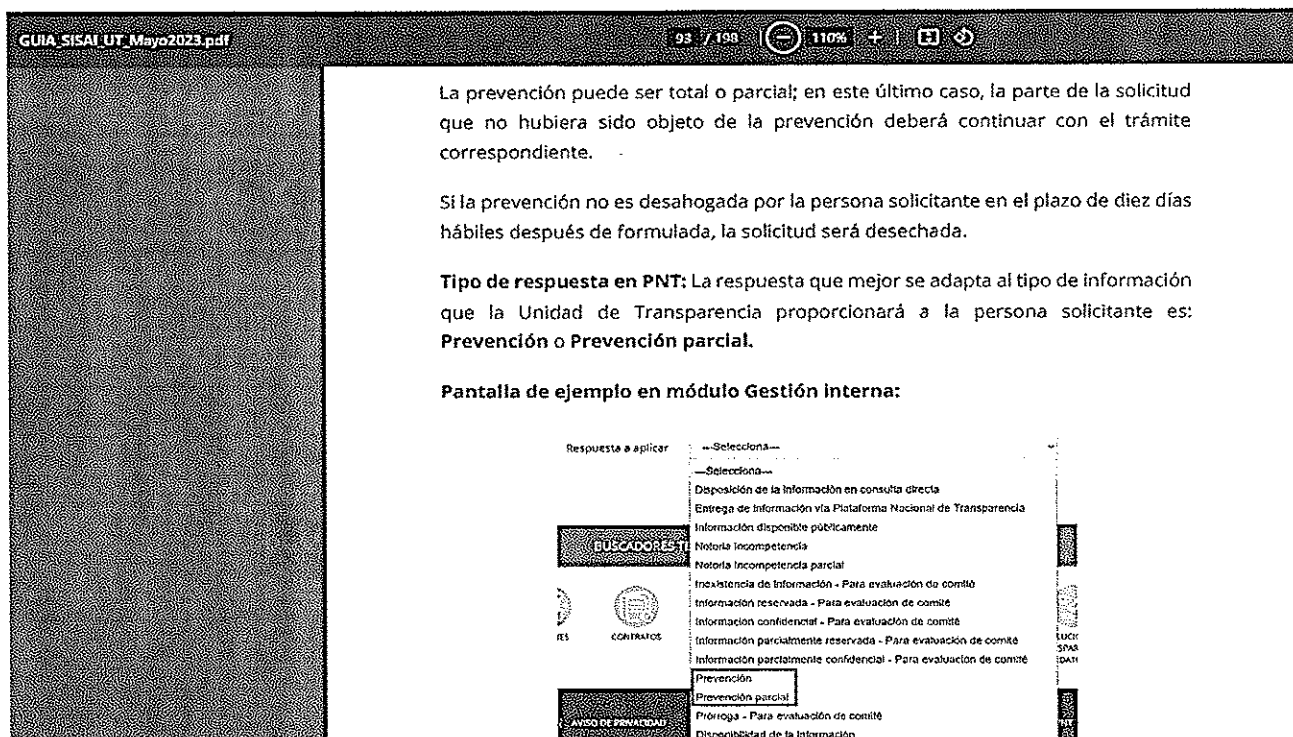 GUIA_SISAI_UT_Mayo2023.pdf
93 / 198 110% +
La prevención puede ser total o parcial; en este último caso, la parte de la solicitud
que no hubiera sido objeto de la prevención deberá continuar con el trámite
correspondiente.
Si la prevención no es desahogada por la persona solicitante en el plazo de diez días
hábiles después de formulada, la solicitud será desechada.
Tipo de respuesta en PNT: La respuesta que mejor se adapta al tipo de información
que la Unidad de Transparencia proporcionará a la persona solicitante es:
Prevención o Prevención parcial.
Pantalla de ejemplo en módulo Gestión interna:
Respuesta a aplicar
---Selecciona---
---Selecciona---
Disposición de la información en consulta directa
Entrega de información vía Plataforma Nacional de Transparencia
Información disponible públicamente
BUSCADORES
Notoria incompetencia
Notoria incompetencia parcial
Inexistencia de Información - Para evaluación de comité
Información reservada - Para evaluación de comité
CONTRATOS
Información confidencial - Para evaluación de comité
Información parcialmente reservada - Para evaluación de comité
Información parcialmente confidencial - Para evaluación de comité
Prevención
Prevención parcial
AVISO DE PRIVACIDAD
Prórroga - Para evaluación de comité
Disponibilidad de la información